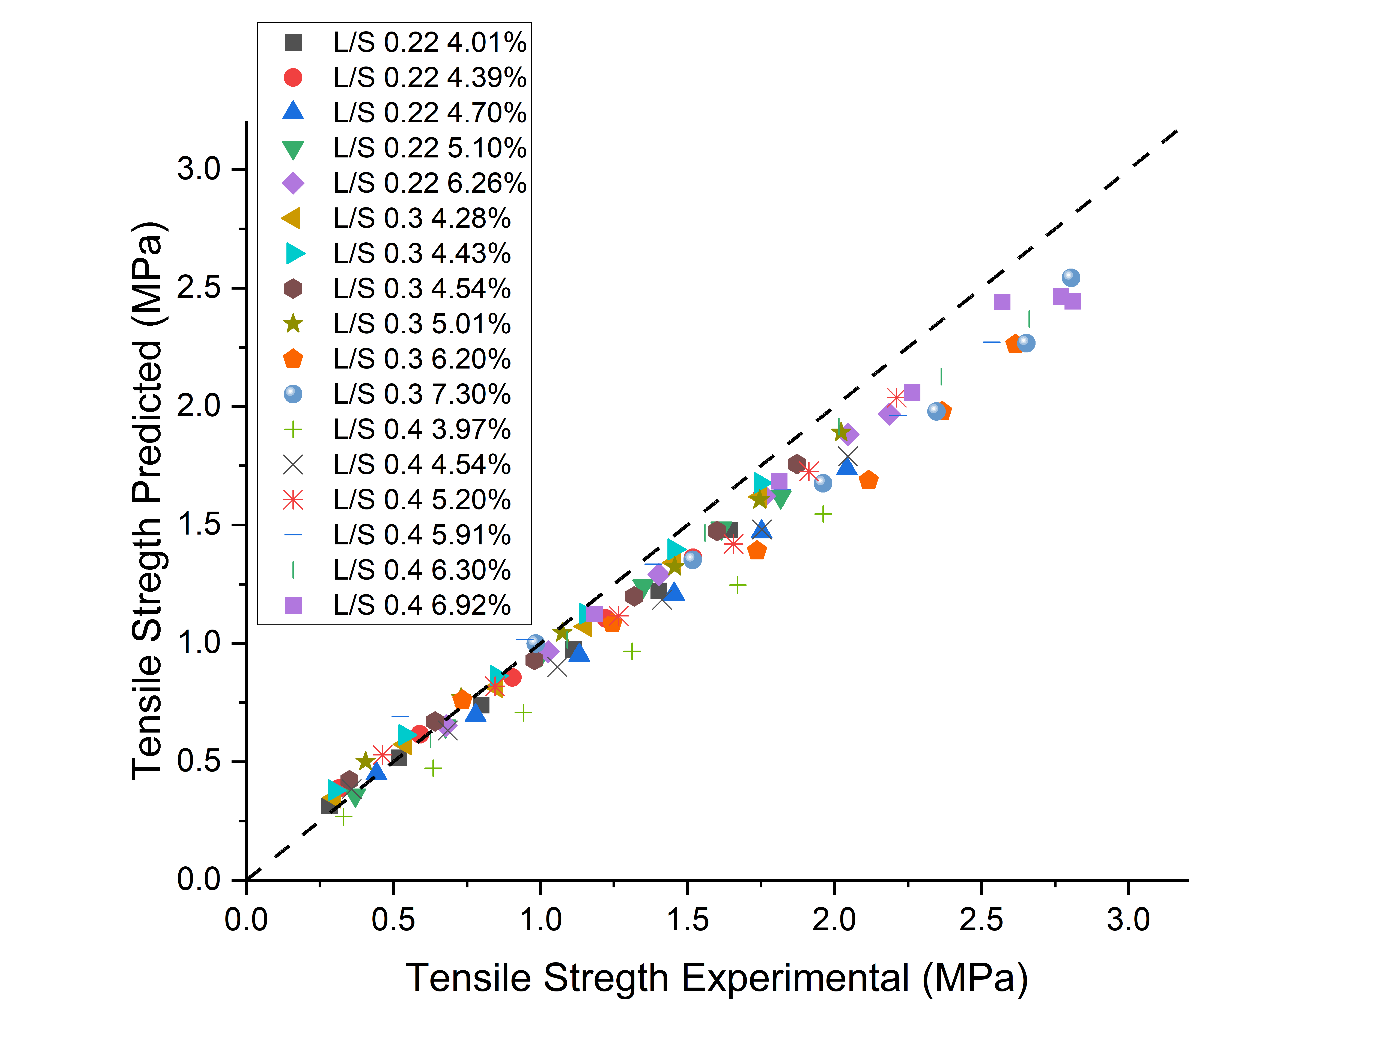 L/S 0.22 4.01%
L/S 0.22 4.39%
L/S 0.22 4.70%
L/S 0.22 5.10%
L/S 0.22 6.26%
L/S 0.3 4.28%
L/S 0.3 4.43%
L/S 0.3 4.54%
L/S 0.3 5.01%
L/S 0.3 6.20%
L/S 0.3 7.30%
L/S 0.4 3.97%
L/S 0.4 4.54%
L/S 0.4 5.20%
L/S 0.4 5.91%
L/S 0.4 6.30%
L/S 0.4 6.92%
Tensile Stregth Predicted (MPa)
3.0
2.5
2.0
1.5
1.0
0.5
0.0
0.0 0.5 1.0 1.5 2.0 2.5 3.0
Tensile Stregth Experimental (MPa)